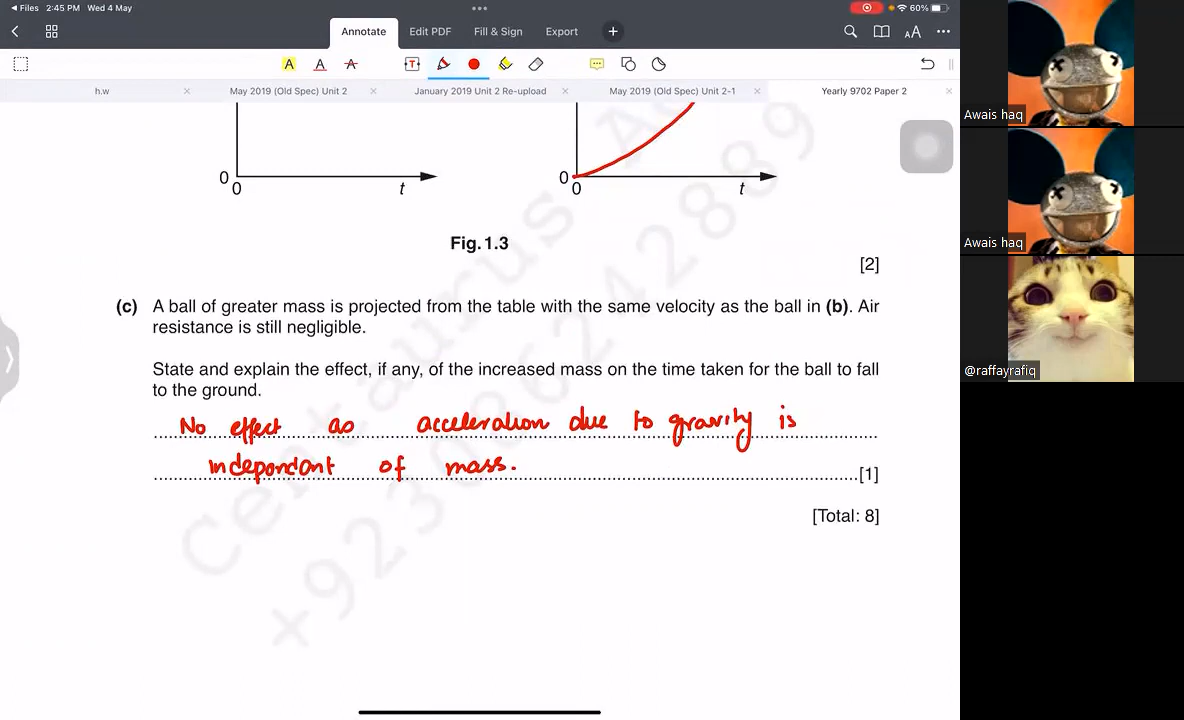 Files 2:45 PM Wed 4 May
60%
Annotate Edit PDF Fill & Sign Export
h.w May 2019 (Old Spec) Unit 2 January 2019 Unit 2 Re-upload May 2019 (Old Spec) Unit 2-1 Yearly 9702 Paper 2
0 0 t
0 0 t
Fig. 1.3
[2]
(c) A ball of greater mass is projected from the table with the same velocity as the ball in (b). Air
resistance is still negligible.
State and explain the effect, if any, of the increased mass on the time taken for the ball to fall
to the ground.
No effect as acceleration due to gravity is
independant of mass.
[1]
[Total: 8]
Centaurus
+923086242889
Awais haq
Awais haq
@raffayrafiq